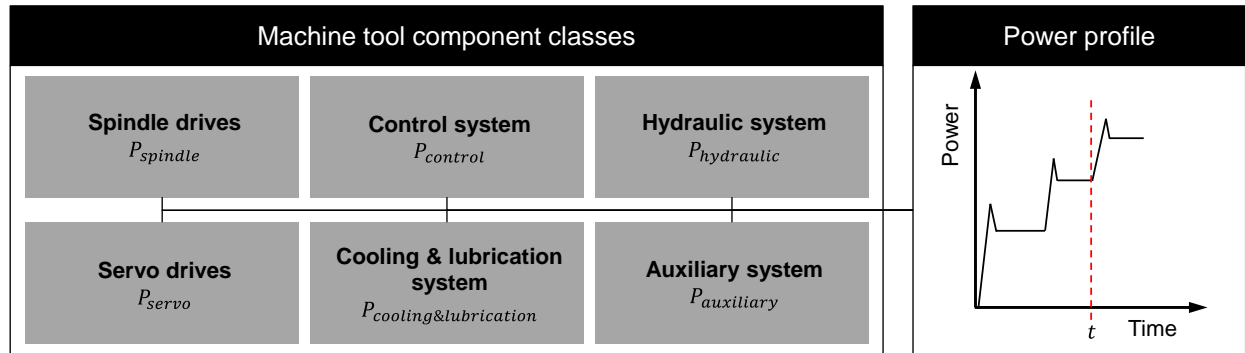 Machine tool component classes
Power profile
Spindle drives
P_spindle
Control system
P_control
Hydraulic system
P_hydraulic
Servo drives
P_servo
Cooling & lubrication
system
P_cooling&lubrication
Auxiliary system
P_auxiliary
Power
t
Time